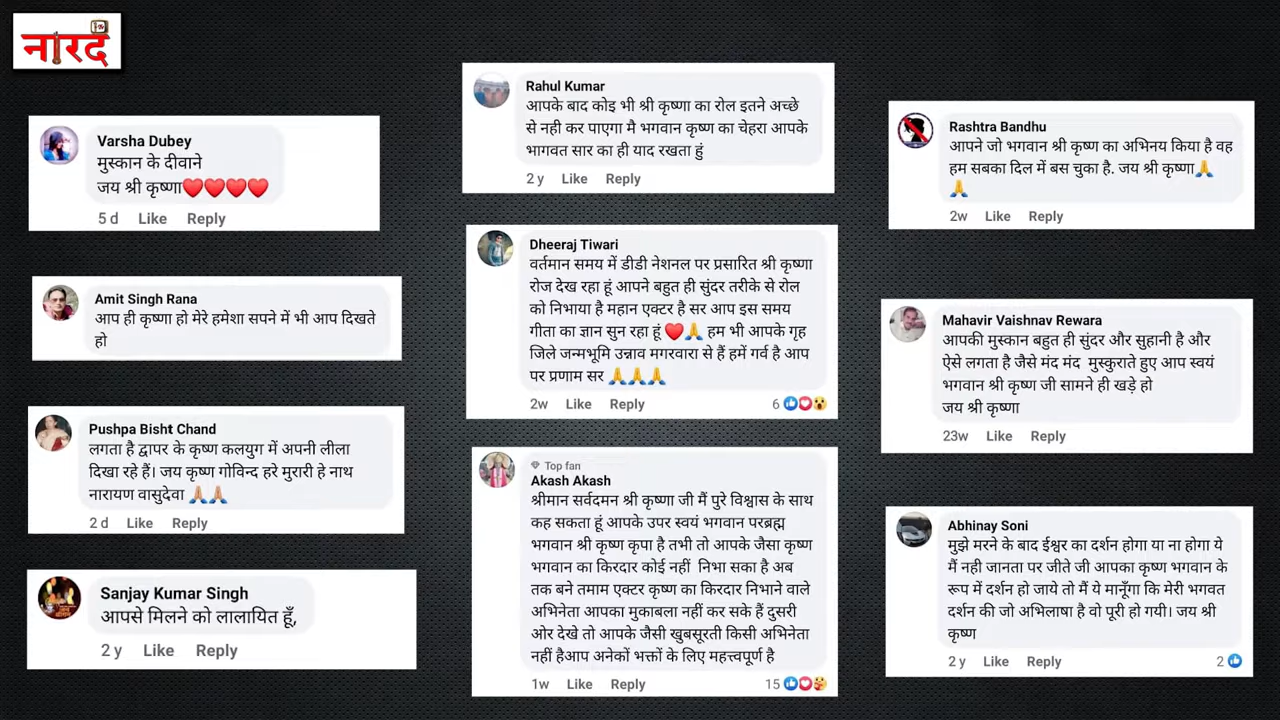 नारद
Varsha Dubey
मुस्कान के दीवाने
जय श्री कृष्णा❤️❤️❤️❤️
5 d Like Reply
Amit Singh Rana
आप ही कृष्णा हो मेरे हमेशा सपने में भी आप दिखते
हो
Pushpa Bisht Chand
लगता है द्वापर के कृष्ण कलयुग में अपनी लीला
दिखा रहे हैं। जय कृष्ण गोविन्द हरे मुरारी हे नाथ
नारायण वासुदेवा 🙏🙏
2 d Like Reply
Sanjay Kumar Singh
आपसे मिलने को लालायित हूँ,
2 y Like Reply
Rahul Kumar
आपके बाद कोइ भी श्री कृष्णा का रोल इतने अच्छे
से नही कर पाएगा मै भगवान कृष्ण का चेहरा आपके
भागवत सार का ही याद रखता हुं
2 y Like Reply
Dheeraj Tiwari
वर्तमान समय में डीडी नेशनल पर प्रसारित श्री कृष्णा
रोज देख रहा हूं आपने बहुत ही सुंदर तरीके से रोल
को निभाया है महान एक्टर है सर आप इस समय
गीता का ज्ञान सुन रहा हूं ❤️🙏 हम भी आपके गृह
जिले जन्मभूमि उन्नाव मगरवारा से हैं हमें गर्व है आप
पर प्रणाम सर 🙏🙏🙏
2w Like Reply 6
Top fan
Akash Akash
श्रीमान सर्वदमन श्री कृष्णा जी मैं पुरे विश्वास के साथ
कह सकता हूं आपके उपर स्वयं भगवान परब्रह्म
भगवान श्री कृष्ण कृपा है तभी तो आपके जैसा कृष्ण
भगवान का किरदार कोई नहीं निभा सका है अब
तक बने तमाम एक्टर कृष्ण का किरदार निभाने वाले
अभिनेता आपका मुकाबला नहीं कर सके हैं दुसरी
ओर देखे तो आपके जैसी खुबसूरती किसी अभिनेता
नहीं हैआप अनेकों भक्तों के लिए महत्त्वपूर्ण है
1w Like Reply 15
Rashtra Bandhu
आपने जो भगवान श्री कृष्ण का अभिनय किया है वह
हम सबका दिल में बस चुका है. जय श्री कृष्णा🙏
🙏
2w Like Reply
Mahavir Vaishnav Rewara
आपकी मुस्कान बहुत ही सुंदर और सुहानी है और
ऐसे लगता है जैसे मंद मंद मुस्कुराते हुए आप स्वयं
भगवान श्री कृष्ण जी सामने ही खड़े हो
जय श्री कृष्णा
23w Like Reply
Abhinay Soni
मुझे मरने के बाद ईश्वर का दर्शन होगा या ना होगा ये
मैं नही जानता पर जीते जी आपका कृष्ण भगवान के
रूप में दर्शन हो जाये तो मैं ये मानूँगा कि मेरी भगवत
दर्शन की जो अभिलाषा है वो पूरी हो गयी। जय श्री
कृष्ण
2 y Like Reply 2